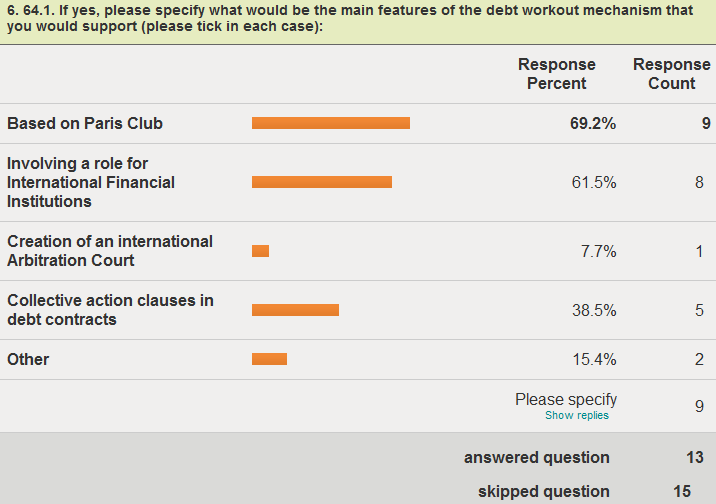 6. 64.1. If yes, please specify what would be the main features of the debt workout mechanism that
you would support (please tick in each case):
Response
Percent
Response
Count
Based on Paris Club
69.2%
9
Involving a role for
International Financial
Institutions
61.5%
8
Creation of an international
Arbitration Court
7.7%
1
Collective action clauses in
debt contracts
38.5%
5
Other
15.4%
2
Please specify
Show replies
9
answered question
13
skipped question
15